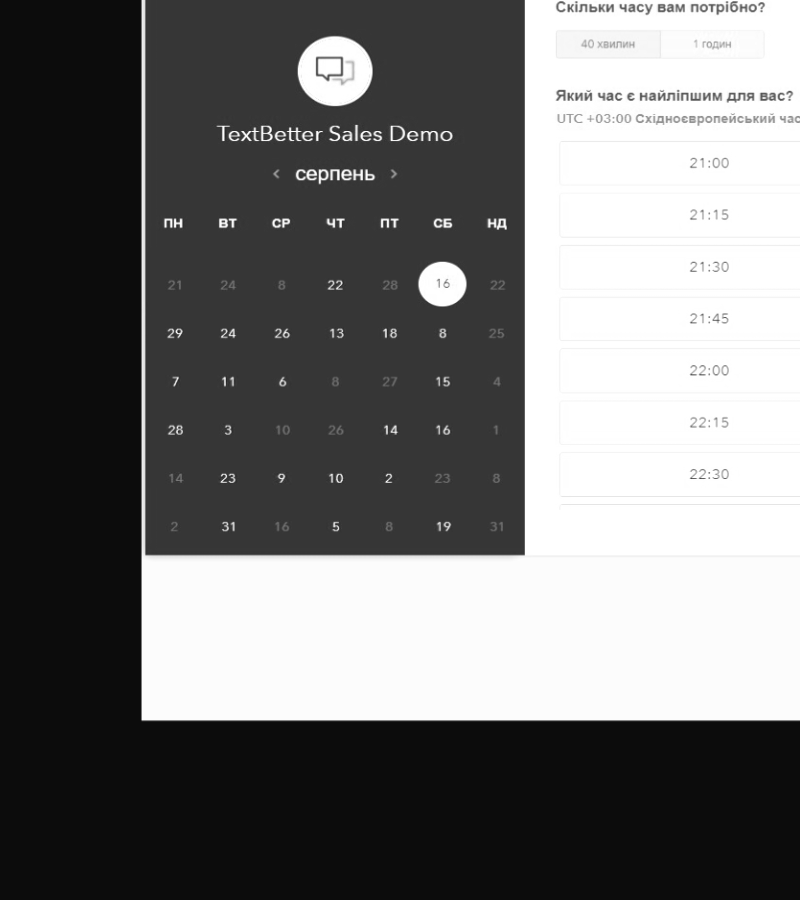 TextBetter Sales Demo
серпень
ПН ВТ СР ЧТ ПТ СБ НД
21 24 8 22 28 16 22
29 24 26 13 18 8 25
7 11 6 8 27 15 4
28 3 10 26 14 16 1
14 23 9 10 2 23 8
2 31 16 5 8 19 31
Скільки часу вам потрібно?
40 хвилин 1 годин
Який час є найліпшим для вас?
UTC +03:00 Східноєвропейський час
21:00
21:15
21:30
21:45
22:00
22:15
22:30